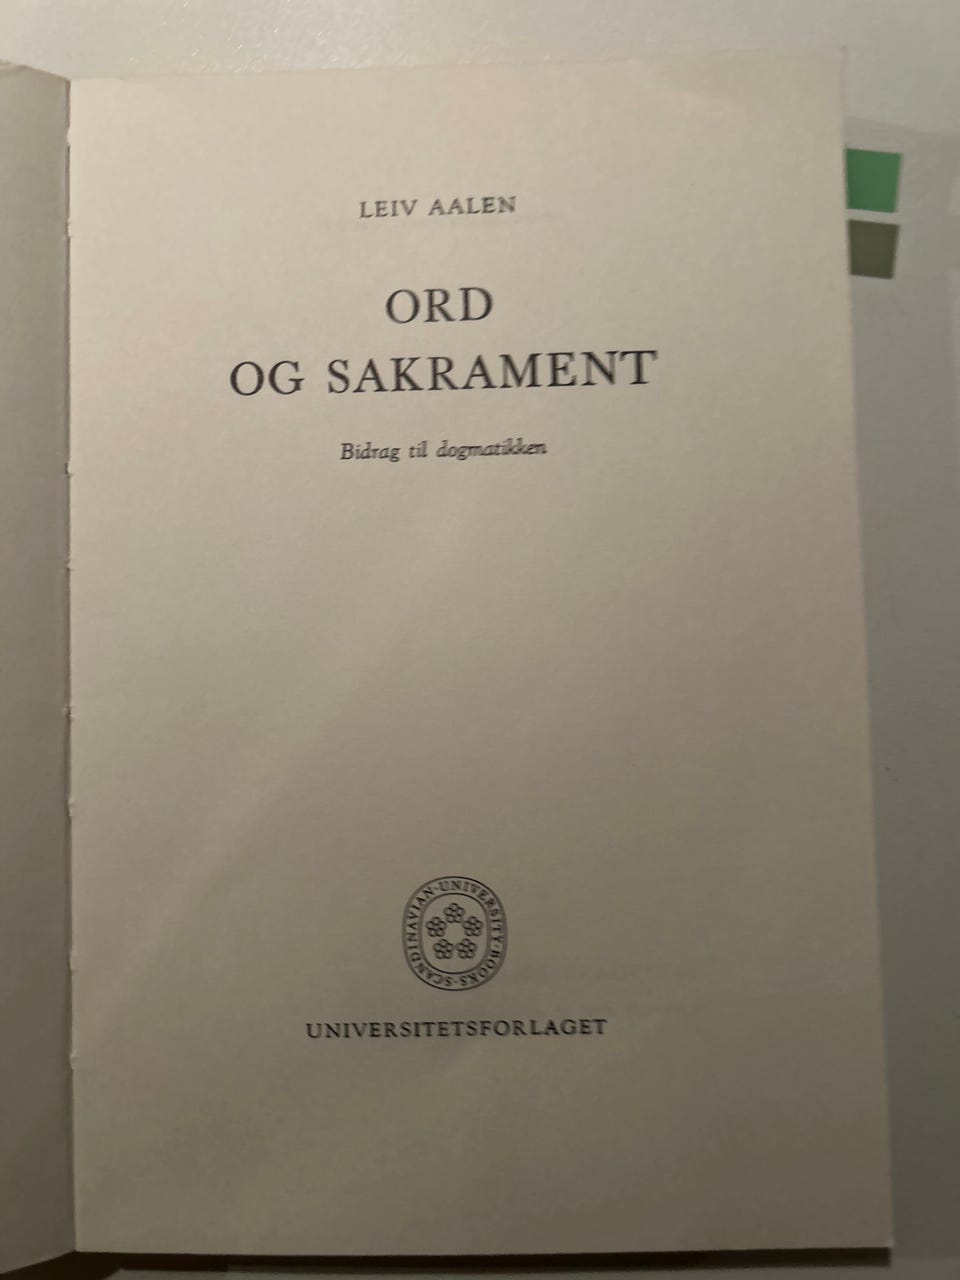 LEIV AALEN
ORD
OG SAKRAMENT
Bidrag til dogmatikken
SCANDINAVIAN·UNIVERSITY·BOOKS·
UNIVERSITETSFORLAGET